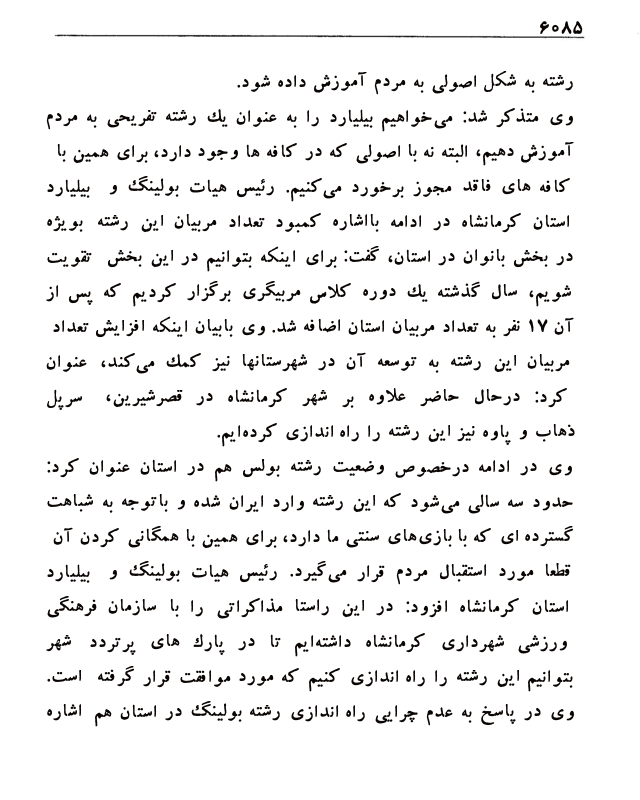 ۶۰۸۵
رشته به شکل اصولی به مردم آموزش داده شود.
وی متذکر شد: می‌خواهیم بیلیارد را به عنوان یك رشته تفریحی به مردم
آموزش دهیم، البته نه با اصولی که در کافه ها وجود دارد، برای همین با
کافه های فاقد مجوز برخورد می‌کنیم. رئیس هیات بولینگ و بیلیارد
استان کرمانشاه در ادامه بااشاره کمبود تعداد مربیان این رشته بویژه
در بخش بانوان در استان، گفت: برای اینکه بتوانیم در این بخش تقویت
شویم، سال گذشته یك دوره کلاس مربیگری برگزار کردیم که پس از
آن ۱۷ نفر به تعداد مربیان استان اضافه شد. وی بابیان اینکه افزایش تعداد
مربیان این رشته به توسعه آن در شهرستانها نیز کمك می‌کند، عنوان
کرد: درحال حاضر علاوه بر شهر کرمانشاه در قصرشیرین، سرپل
ذهاب و پاوه نیز این رشته را راه اندازی کرده‌ایم.
وی در ادامه درخصوص وضعیت رشته بولس هم در استان عنوان کرد:
حدود سه سالی می‌شود که این رشته وارد ایران شده و باتوجه به شباهت
گسترده ای که با بازی‌های سنتی ما دارد، برای همین با همگانی کردن آن
قطعا مورد استقبال مردم قرار می‌گیرد. رئیس هیات بولینگ و بیلیارد
استان کرمانشاه افزود: در این راستا مذاکراتی را با سازمان فرهنگی
ورزشی شهرداری کرمانشاه داشته‌ایم تا در پارك های پرتردد شهر
بتوانیم این رشته را راه اندازی کنیم که مورد موافقت قرار گرفته است.
وی در پاسخ به عدم چرایی راه اندازی رشته بولینگ در استان هم اشاره